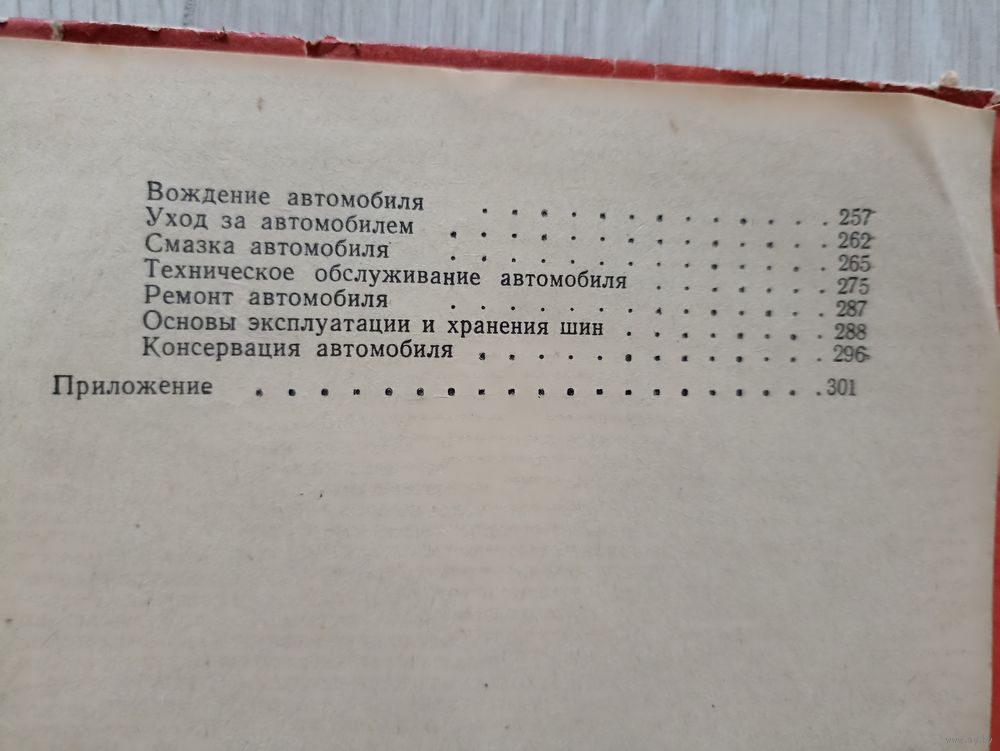 Вождение автомобиля . . . . . . . . . . . . 257
Уход за автомобилем . . . . . . . . . . . . . 262
Смазка автомобиля . . . . . . . . . . . . . 265
Техническое обслуживание автомобиля . . . . . . 275
Ремонт автомобиля . . . . . . . . . . . . . 287
Основы эксплуатации и хранения шин . . . . . . . 288
Консервация автомобиля . . . . . . . . . . . . 296
Приложение . . . . . . . . . . . . . . . . . . . 301